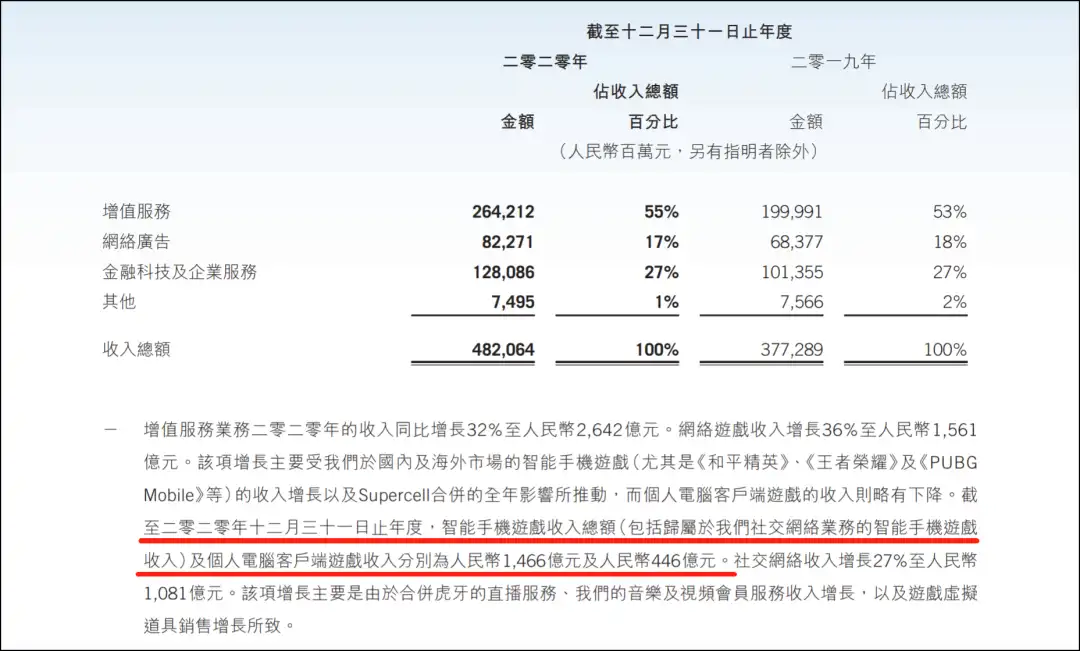 截至十二月三十一日止年度
二零二零年 二零一九年
佔收入總額 佔收入總額
金額 百分比 金額 百分比
（人民幣百萬元，另有指明者除外）
增值服務 264,212 55% 199,991 53%
網絡廣告 82,271 17% 68,377 18%
金融科技及企業服務 128,086 27% 101,355 27%
其他 7,495 1% 7,566 2%
收入總額 482,064 100% 377,289 100%
－ 增值服務業務二零二零年的收入同比增長32%至人民幣2,642億元。網絡遊戲收入增長36%至人民幣1,561
億元。該項增長主要受我們於國內及海外市場的智能手機遊戲（尤其是《和平精英》、《王者榮耀》及《PUBG
Mobile》等）的收入增長以及Supercell合併的全年影響所推動，而個人電腦客戶端遊戲的收入則略有下降。截
至二零二零年十二月三十一日止年度，智能手機遊戲收入總額（包括歸屬於我們社交網絡業務的智能手機遊戲
收入）及個人電腦客戶端遊戲收入分別為人民幣1,466億元及人民幣446億元。社交網絡收入增長27%至人民幣
1,081億元。該項增長主要是由於合併虎牙的直播服務、我們的音樂及視頻會員服務收入增長，以及遊戲虛擬
道具銷售增長所致。